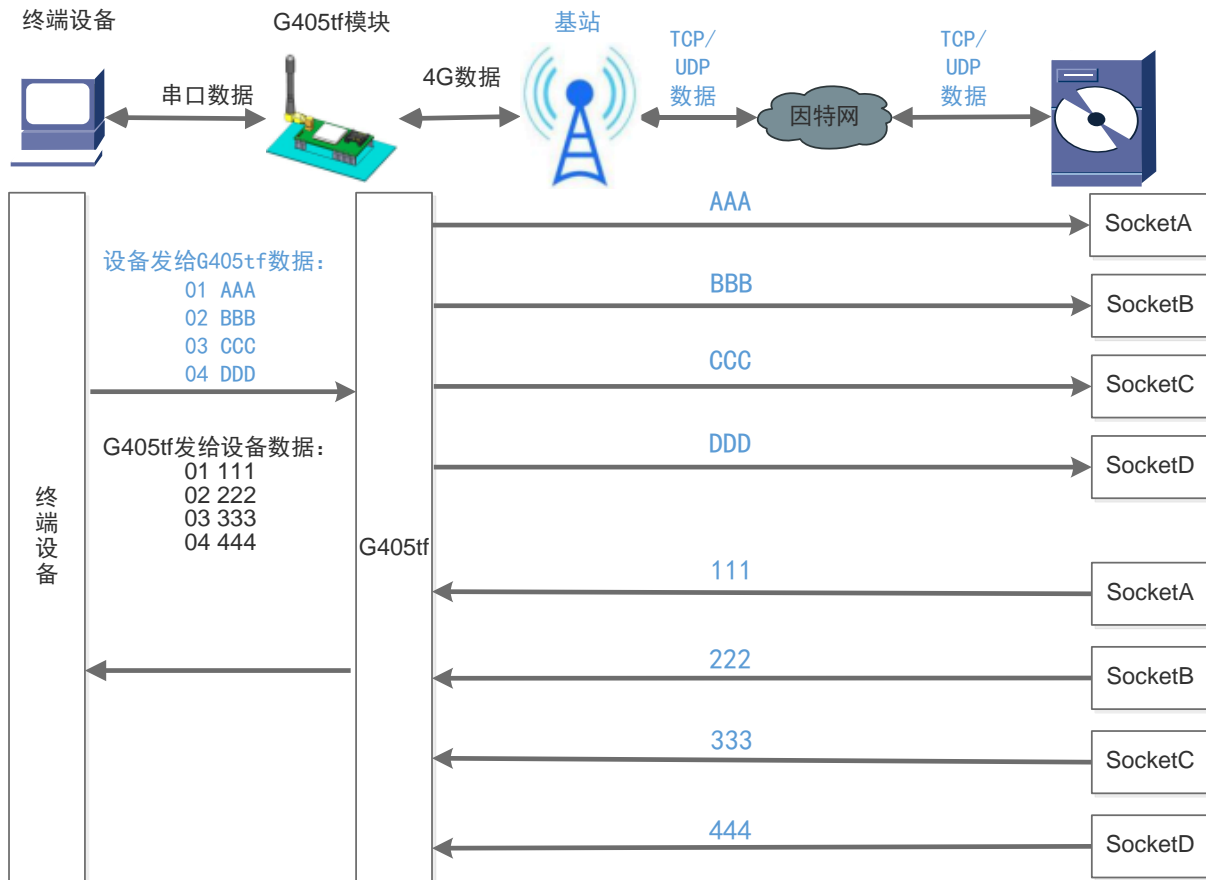 终端设备
G405tf模块
基站
TCP/
UDP
数据
TCP/
UDP
数据
串口数据
4G数据
因特网
AAA
SocketA
设备发给G405tf数据:
01 AAA
02 BBB
03 CCC
04 DDD
BBB
SocketB
CCC
SocketC
G405tf发给设备数据:
01 111
02 222
03 333
04 444
DDD
SocketD
终
端
设
备
G405tf
111
SocketA
222
SocketB
333
SocketC
444
SocketD